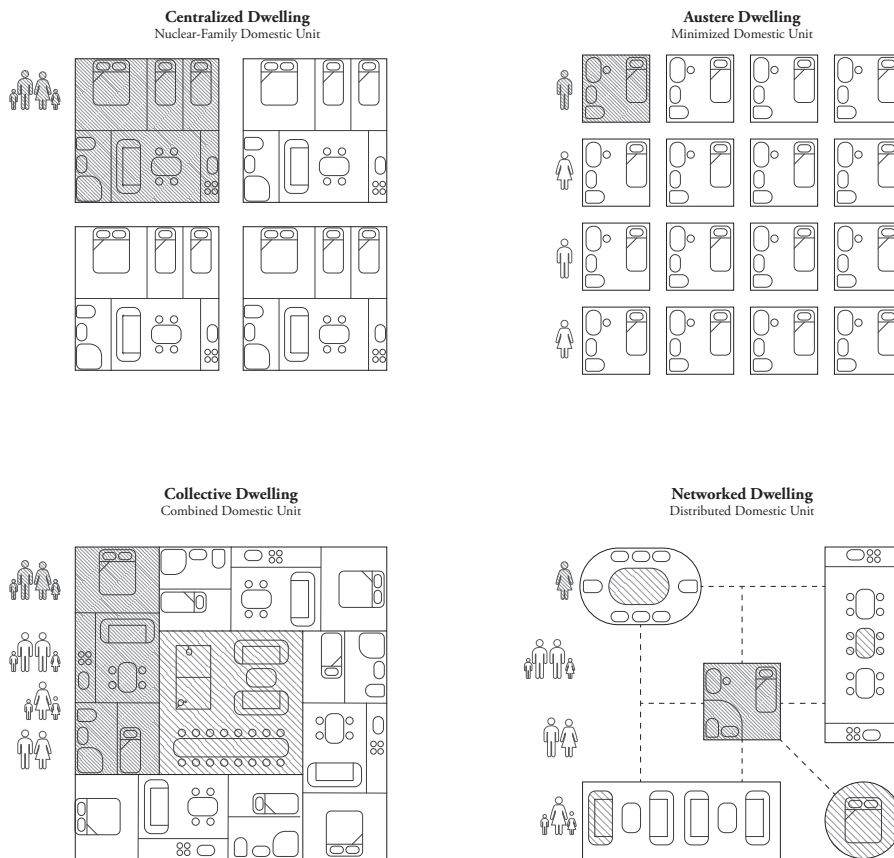 Centralized Dwelling
Nuclear-Family Domestic Unit
Austere Dwelling
Minimized Domestic Unit
Collective Dwelling
Combined Domestic Unit
Networked Dwelling
Distributed Domestic Unit